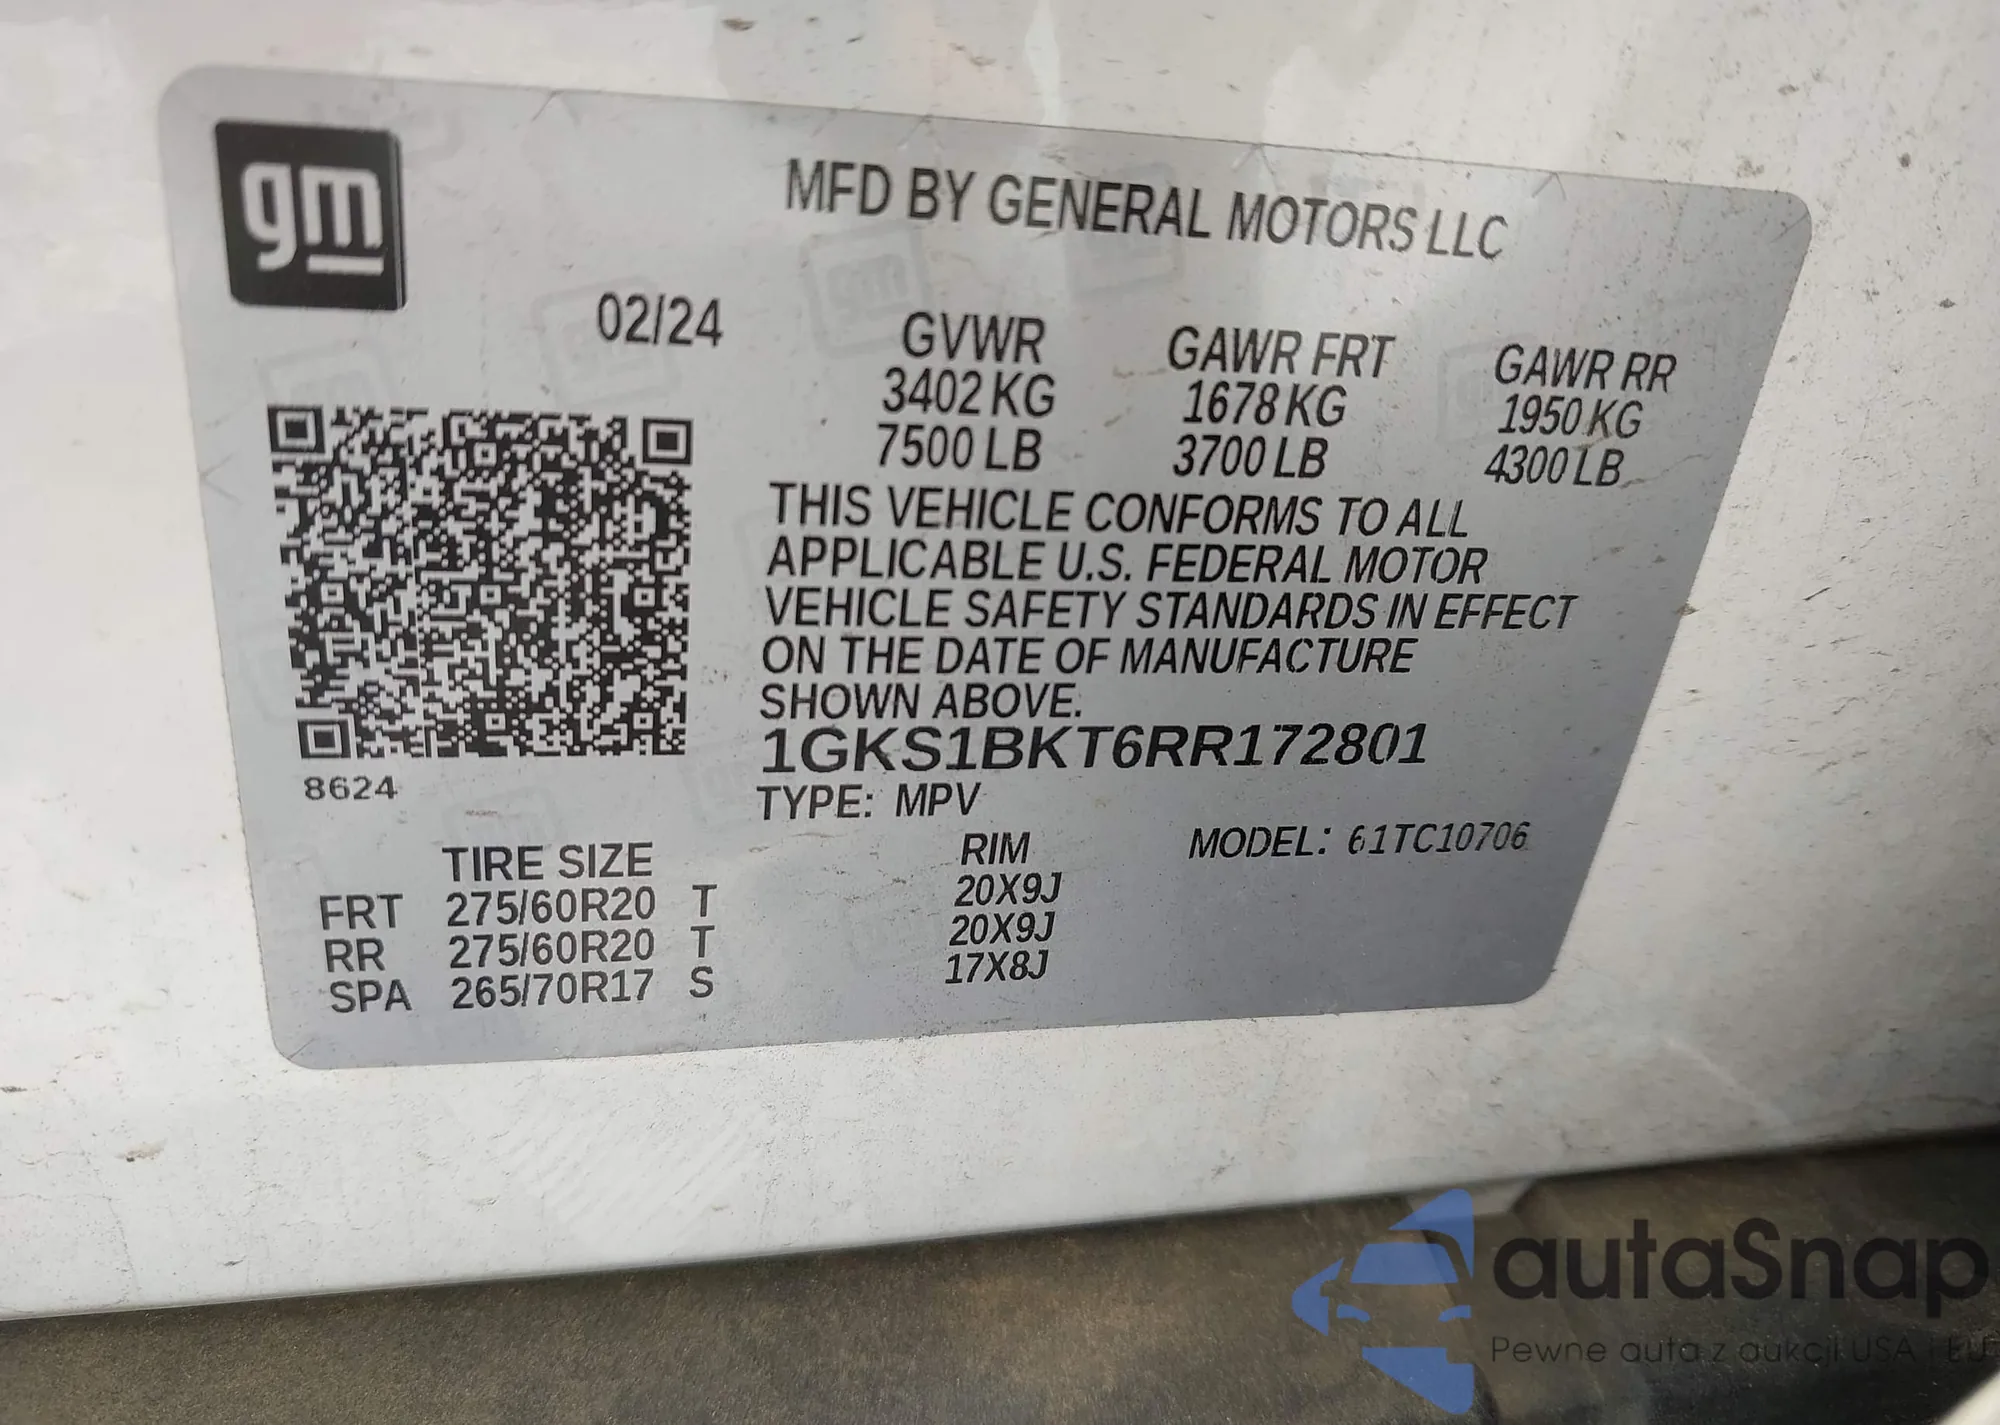 gm
MFD BY GENERAL MOTORS LLC
02/24
GVWR GAWR FRT GAWR RR
3402 KG 1678 KG 1950 KG
7500 LB 3700 LB 4300 LB
THIS VEHICLE CONFORMS TO ALL
APPLICABLE U.S. FEDERAL MOTOR
VEHICLE SAFETY STANDARDS IN EFFECT
ON THE DATE OF MANUFACTURE
SHOWN ABOVE.
1GKS1BKT6RR172801
8624
TYPE: MPV
MODEL: 61TC10706
TIRE SIZE RIM
FRT 275/60R20 T 20X9J
RR 275/60R20 T 20X9J
SPA 265/70R17 S 17X8J
autaSnap
Pewne auta z aukcji USA | EU